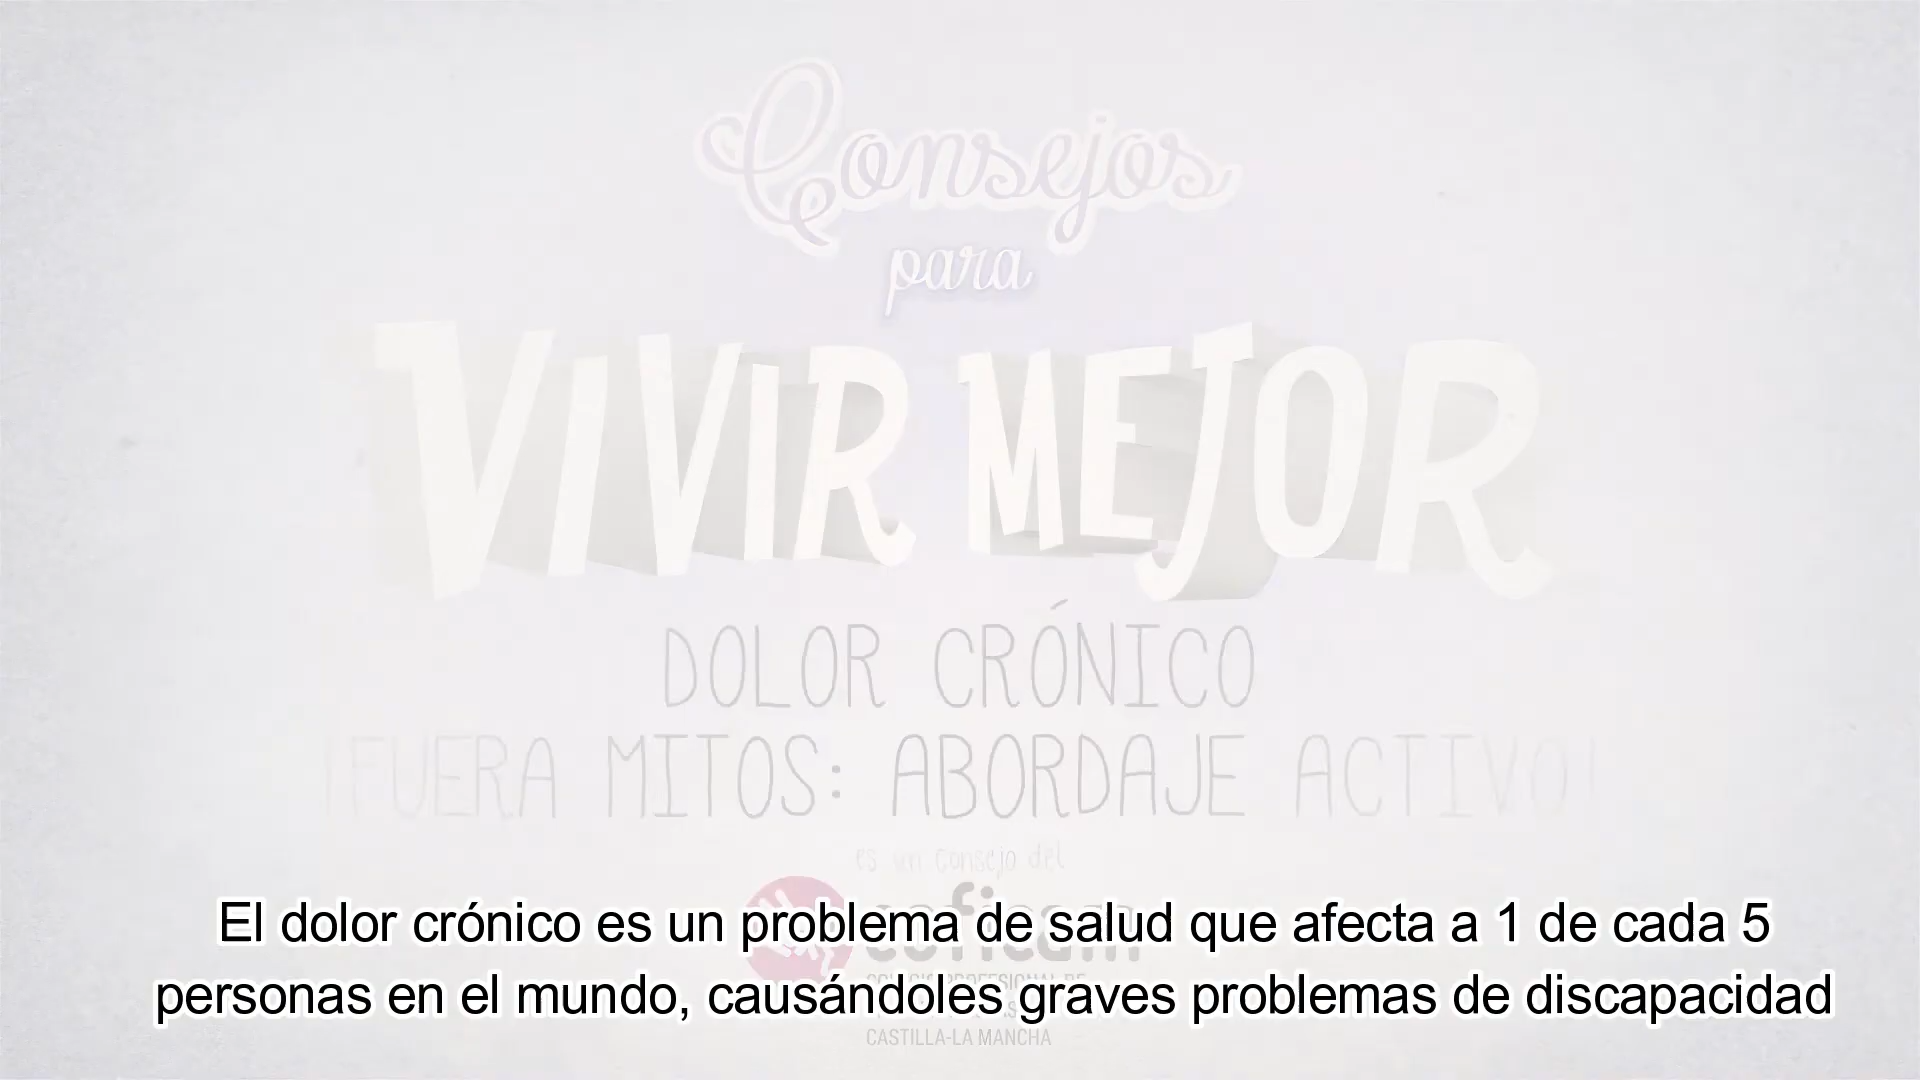 Consejos
para
VIVIR MEJOR
DOLOR CRÓNICO
¡FUERA MITOS: ABORDAJE ACTIVO!
es un consejo del
coficam
El dolor crónico es un problema de salud que afecta a 1 de cada 5
personas en el mundo, causándoles graves problemas de discapacidad
CASTILLA-LA MANCHA